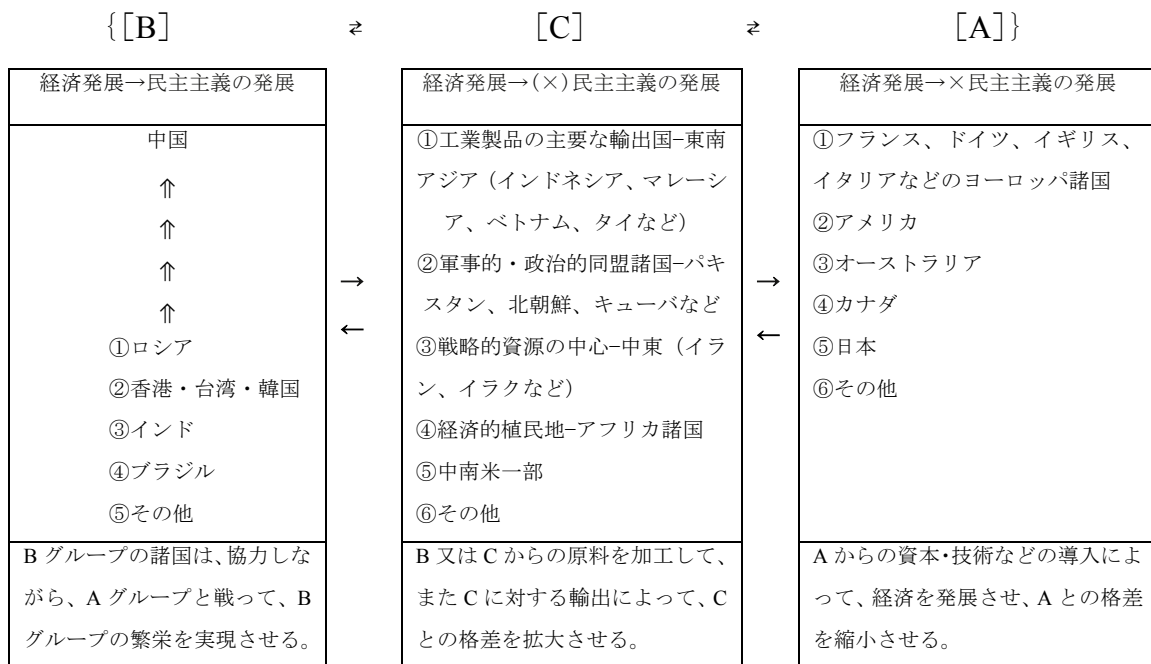 {[B] ⇄ [C] ⇄ [A]}
経済発展→民主主義の発展
中国
⇑
⇑
⇑
⇑
①ロシア
②香港・台湾・韓国
③インド
④ブラジル
⑤その他
B グループの諸国は、協力しな
がら、A グループと戦って、B
グループの繁栄を実現させる。
→
←
経済発展→(×)民主主義の発展
①工業製品の主要な輸出国−東南
アジア（インドネシア、マレーシ
ア、ベトナム、タイなど）
②軍事的・政治的同盟諸国−パキ
スタン、北朝鮮、キューバなど
③戦略的資源の中心−中東（イラ
ン、イラクなど）
④経済的植民地−アフリカ諸国
⑤中南米一部
⑥その他
B 又は C からの原料を加工して、
また C に対する輸出によって、C
との格差を拡大させる。
→
←
経済発展→×民主主義の発展
①フランス、ドイツ、イギリス、
イタリアなどのヨーロッパ諸国
②アメリカ
③オーストラリア
④カナダ
⑤日本
⑥その他
A からの資本・技術などの導入によ
って、経済を発展させ、A との格差
を縮小させる。